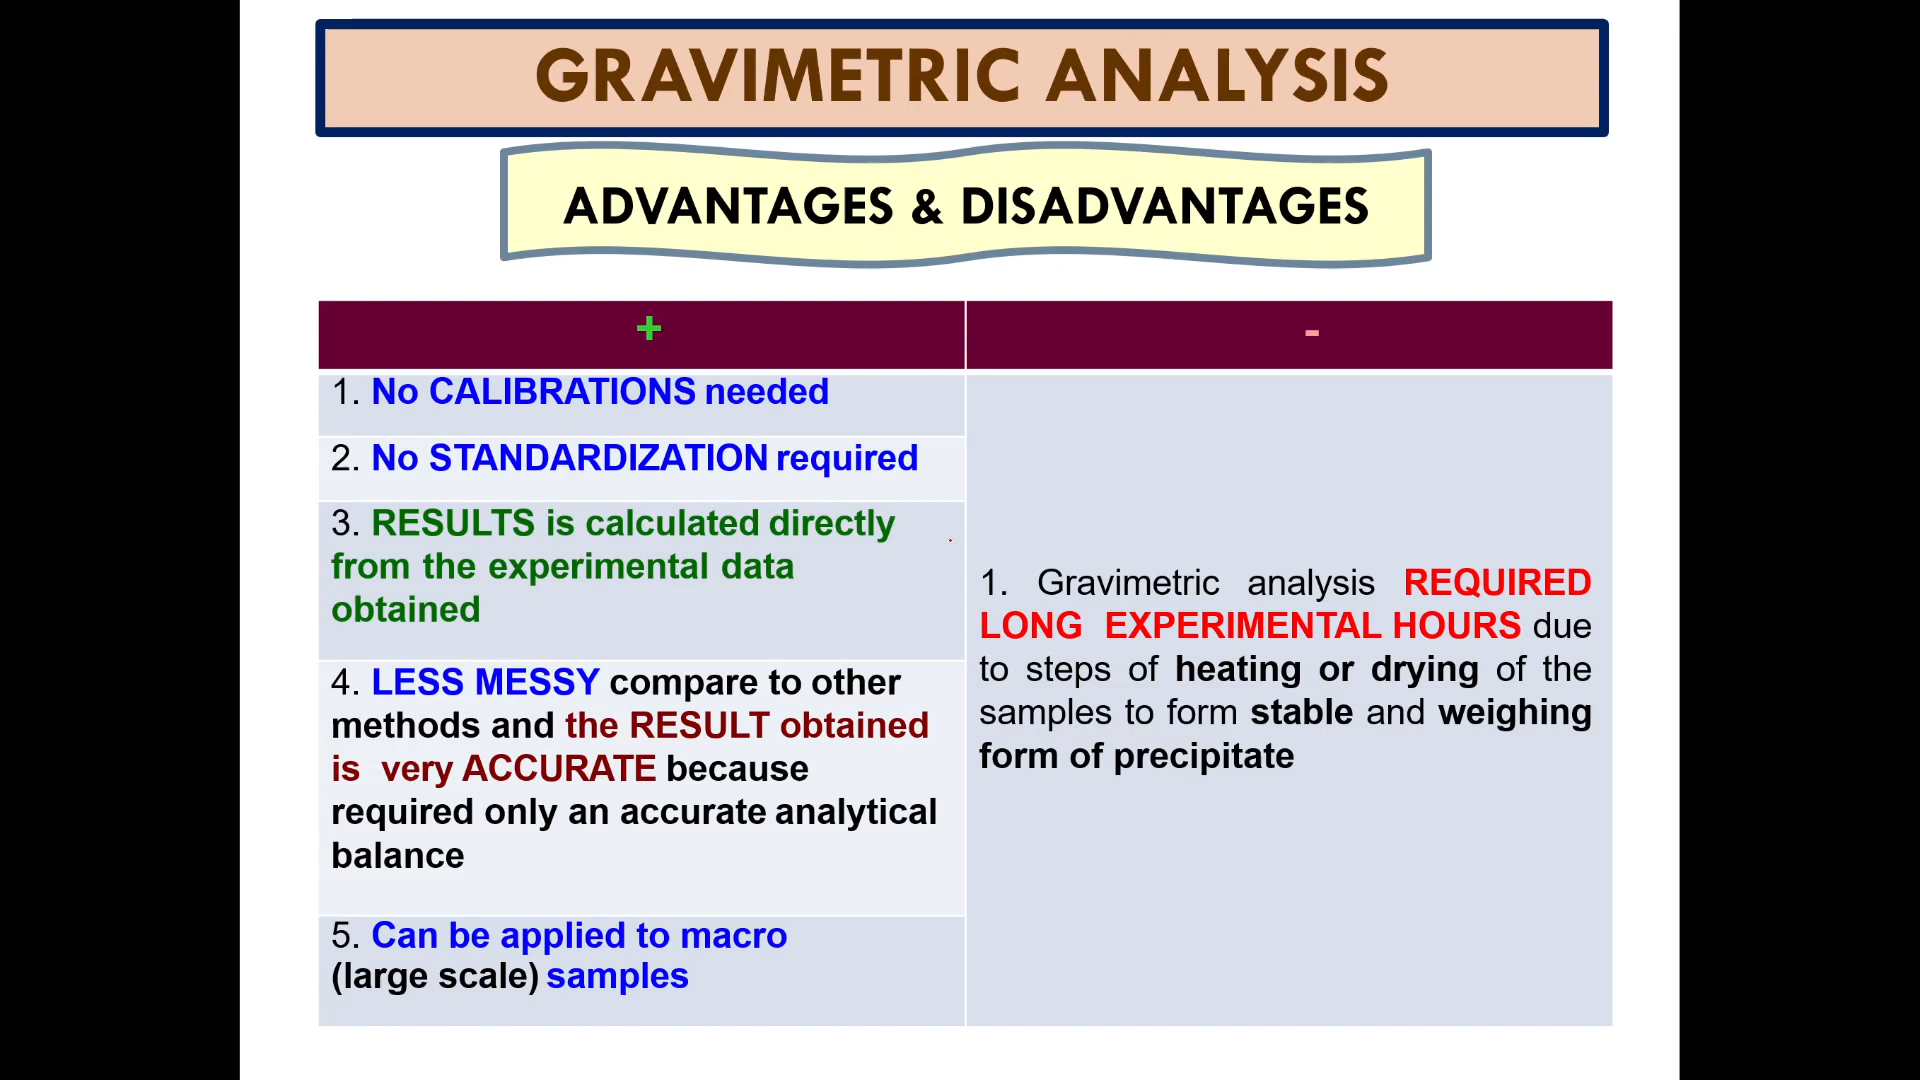 GRAVIMETRIC ANALYSIS
ADVANTAGES & DISADVANTAGES
+
-
1. No CALIBRATIONS needed
2. No STANDARDIZATION required
3. RESULTS is calculated directly
from the experimental data
obtained
4. LESS MESSY compare to other
methods and the RESULT obtained
is very ACCURATE because
required only an accurate analytical
balance
5. Can be applied to macro
(large scale) samples
1. Gravimetric analysis REQUIRED
LONG EXPERIMENTAL HOURS due
to steps of heating or drying of the
samples to form stable and weighing
form of precipitate